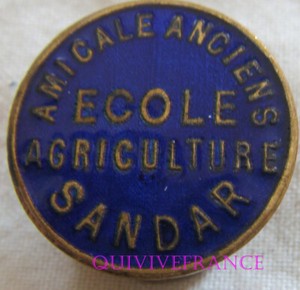 AMICALE ANCIENS
ECOLE
AGRICULTURE
SANDAR
QUIVIVEFRANCE